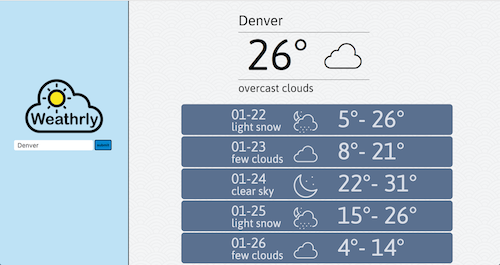 Weathrly
Denver
submit
Denver
26°
overcast clouds
01-22
light snow
5°- 26°
01-23
few clouds
8°- 21°
01-24
clear sky
22°- 31°
01-25
light snow
15°- 26°
01-26
few clouds
4°- 14°